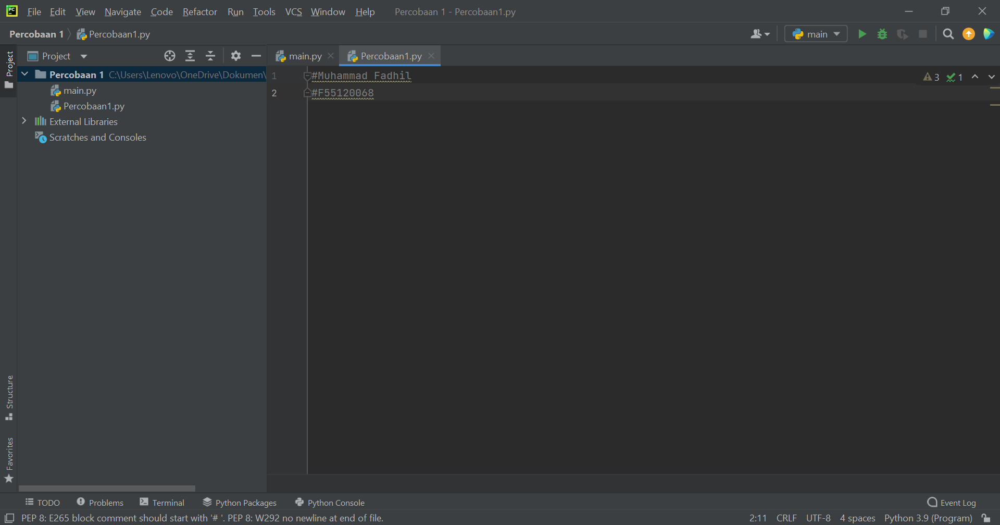 PC File Edit View Navigate Code Refactor Run Tools VCS Window Help Percobaan 1 - Percobaan1.py
Percobaan 1 Percobaan1.py main
Project Project main.py Percobaan1.py
Percobaan 1 C:\Users\Lenovo\OneDrive\Dokumen\
main.py
Percobaan1.py
External Libraries
Scratches and Consoles
1 #Muhammad Fadhil 3 1
2 #F55120068
Structure
Favorites
TODO Problems Terminal Python Packages Python Console Event Log
PEP 8: E265 block comment should start with '# '. PEP 8: W292 no newline at end of file. 2:11 CRLF UTF-8 4 spaces Python 3.9 (Program)